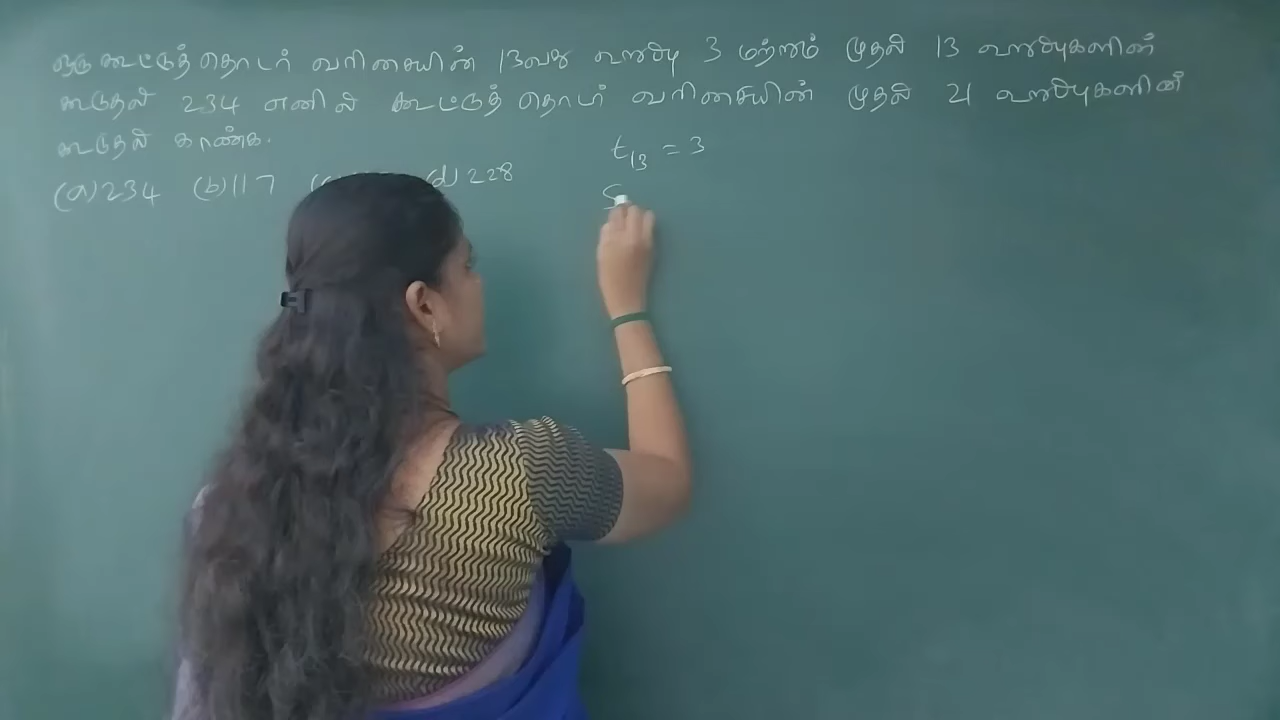 ஒரு கூட்டுத் தொடர் வரிசையின் 13வது உறுப்பு 3 மற்றும் முதல் 13 உறுப்புகளின்
கூடுதல் 234 எனில் கூட்டுத் தொடர் வரிசையின் முதல் 21 உறுப்புகளின்
கூடுதல் காண்க.
(a) 234 (b) 117 (d) 228
t13 = 3
S